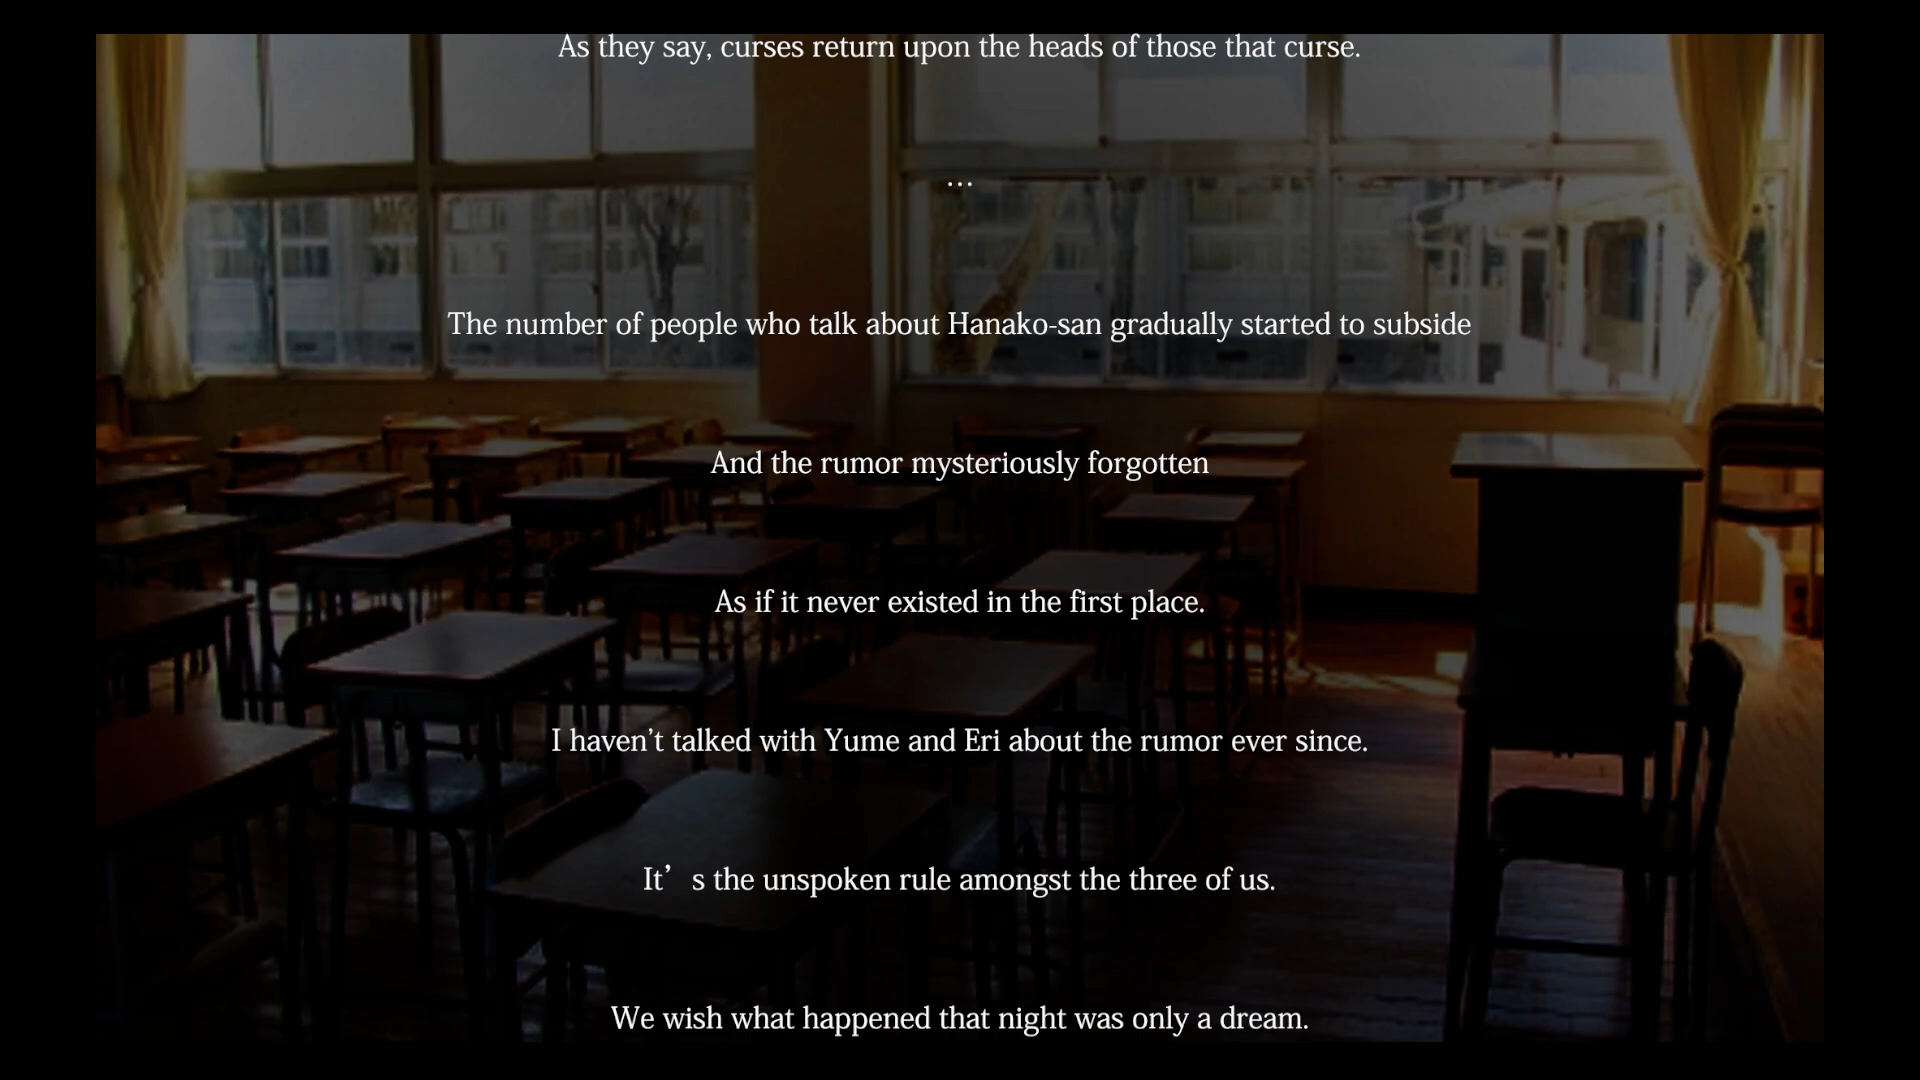 As they say, curses return upon the heads of those that curse.
...
The number of people who talk about Hanako-san gradually started to subside
And the rumor mysteriously forgotten
As if it never existed in the first place.
I haven't talked with Yume and Eri about the rumor ever since.
It’ s the unspoken rule amongst the three of us.
We wish what happened that night was only a dream.